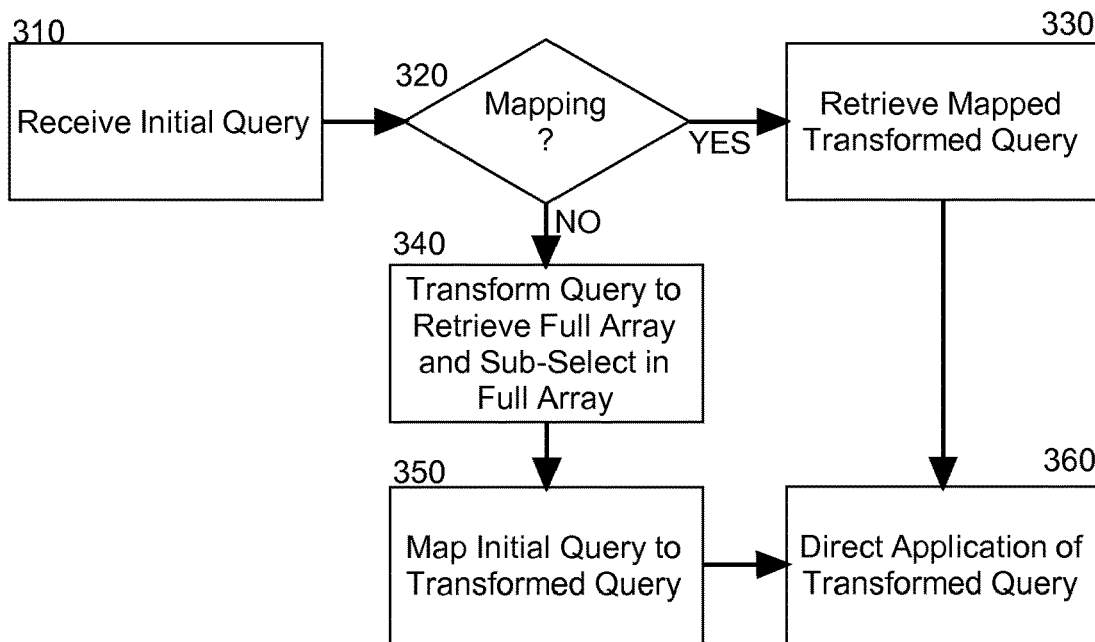 310
Receive Initial Query
320
Mapping
?
YES
NO
330
Retrieve Mapped
Transformed Query
340
Transform Query to
Retrieve Full Array
and Sub-Select in
Full Array
350
Map Initial Query to
Transformed Query
360
Direct Application of
Transformed Query